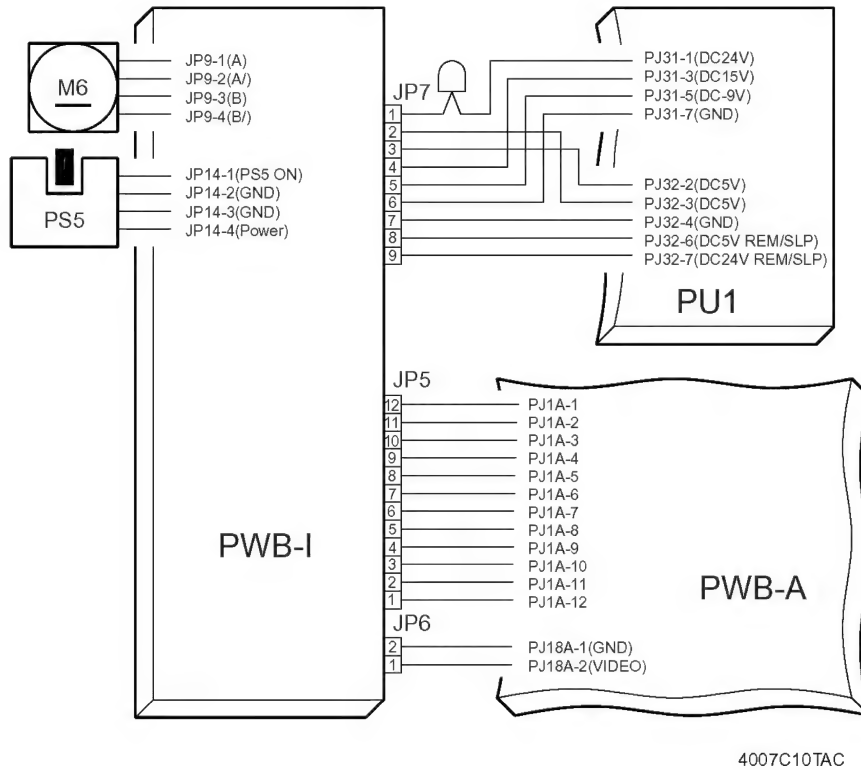 M6
JP9-1(A)
JP9-2(A/)
JP9-3(B)
JP9-4(B/)
PS5
JP14-1(PS5 ON)
JP14-2(GND)
JP14-3(GND)
JP14-4(Power)
JP7
1
2
3
4
5
6
7
8
9
PJ31-1(DC24V)
PJ31-3(DC15V)
PJ31-5(DC-9V)
PJ31-7(GND)
PJ32-2(DC5V)
PJ32-3(DC5V)
PJ32-4(GND)
PJ32-6(DC5V REM/SLP)
PJ32-7(DC24V REM/SLP)
PU1
PWB-I
JP5
12 PJ1A-1
11 PJ1A-2
10 PJ1A-3
9 PJ1A-4
8 PJ1A-5
7 PJ1A-6
6 PJ1A-7
5 PJ1A-8
4 PJ1A-9
3 PJ1A-10
2 PJ1A-11
1 PJ1A-12
PWB-A
JP6
2 PJ18A-1(GND)
1 PJ18A-2(VIDEO)
4007C10TAC